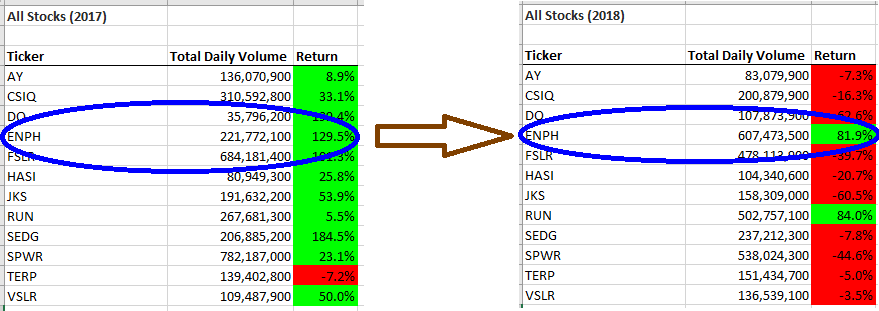 All Stocks (2017)
Ticker Total Daily Volume Return
AY 136,070,900 8.9%
CSIQ 310,592,800 33.1%
DQ 35,796,200
ENPH 221,772,100 129.5%
FSLR 684,181,400
HASI 80,949,300 25.8%
JKS 191,632,200 53.9%
RUN 267,681,300 5.5%
SEDG 206,885,200 184.5%
SPWR 782,187,000 23.1%
TERP 139,402,800 -7.2%
VSLR 109,487,900 50.0%
All Stocks (2018)
Ticker Total Daily Volume Return
AY 83,079,900 -7.3%
CSIQ 200,879,900 -16.3%
DQ 107,873,900
ENPH 607,473,500 81.9%
FSLR 478,113,900 -39.7%
HASI 104,340,600 -20.7%
JKS 158,309,000 -60.5%
RUN 502,757,100 84.0%
SEDG 237,212,300 -7.8%
SPWR 538,024,300 -44.6%
TERP 151,434,700 -5.0%
VSLR 136,539,100 -3.5%